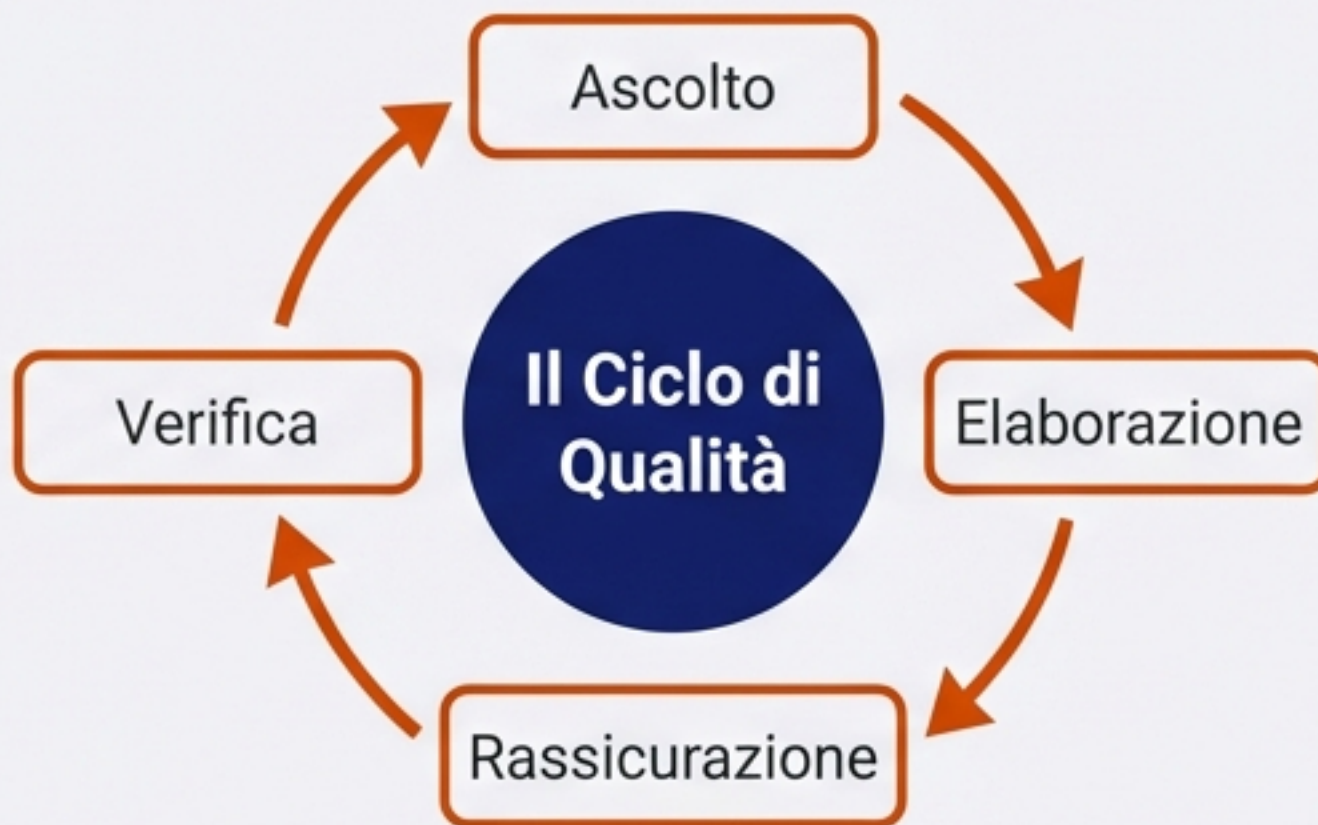 Ascolto
Verifica
Il Ciclo di
Qualità
Elaborazione
Rassicurazione